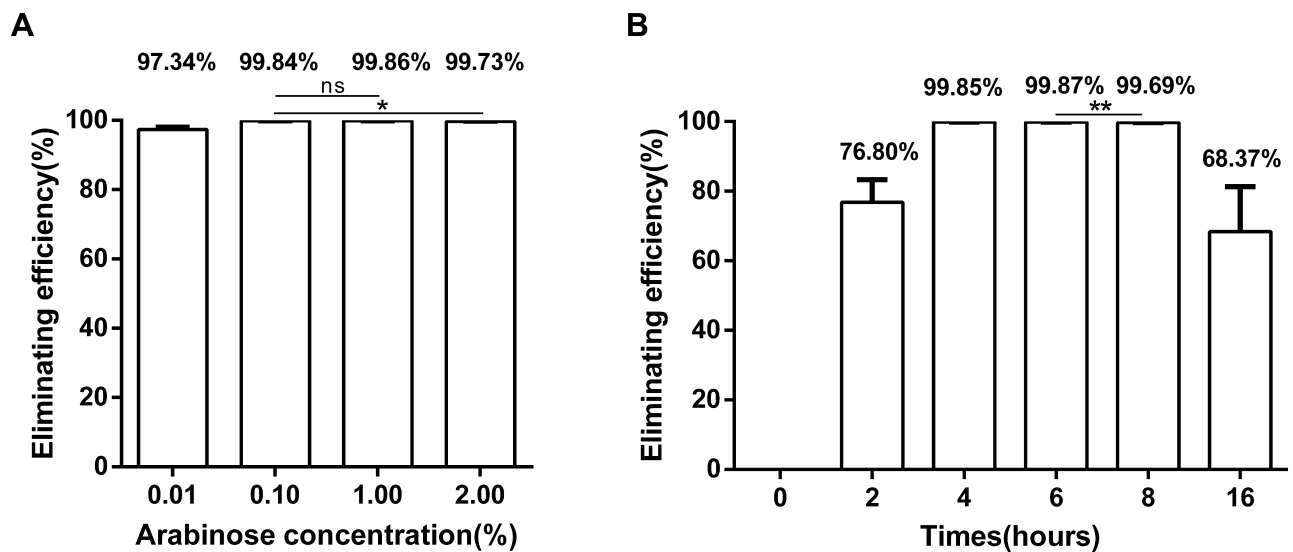 A
97.34% 99.84% 99.86% 99.73%
ns
*
100
80
60
40
20
0
Eliminating efficiency(%)
0.01 0.10 1.00 2.00
Arabinose concentration(%)
B
76.80% 99.85% 99.87% 99.69% 68.37%
**
100
80
60
40
20
0
Eliminating efficiency(%)
0 2 4 6 8 16
Times(hours)